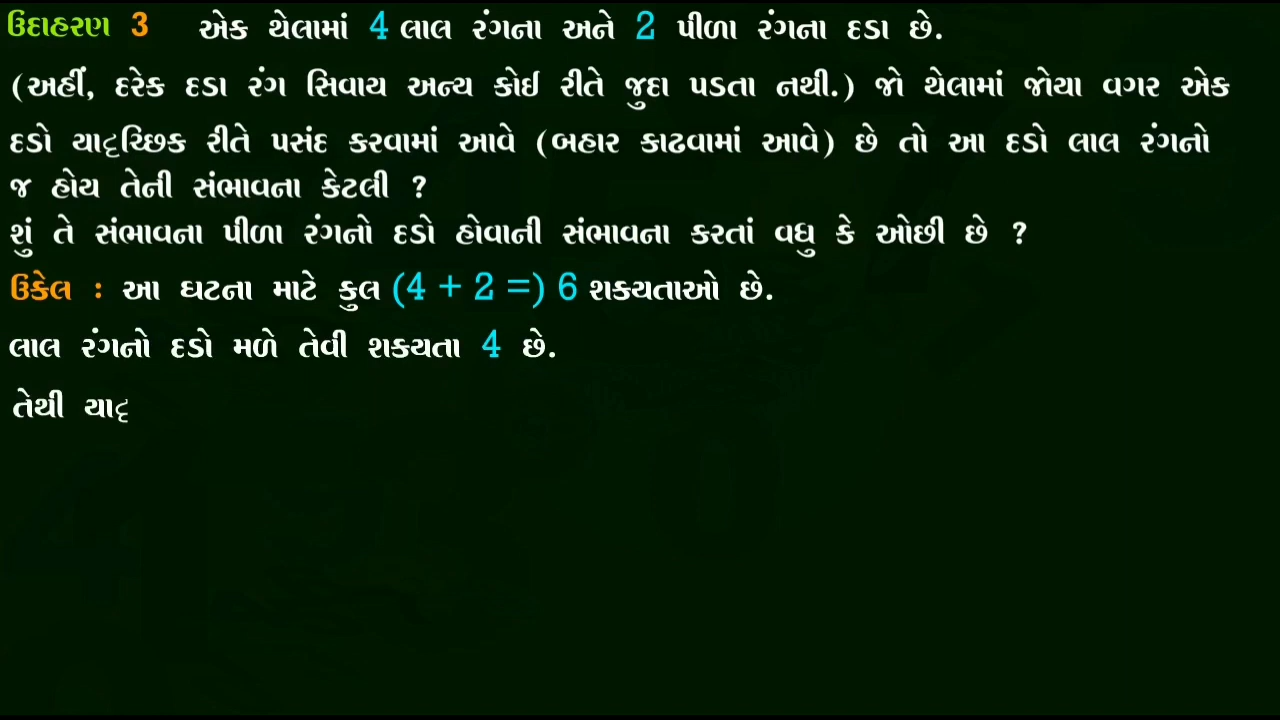 ઉદાહરણ 3 એક થેલામાં 4 લાલ રંગના અને 2 પીળા રંગના દડા છે.
(અહીં, દરેક દડા રંગ સિવાય અન્ય કોઈ રીતે જુદા પડતા નથી.) જો થેલામાં જોયા વગર એક
દડો યાદૃચ્છિક રીતે પસંદ કરવામાં આવે (બહાર કાઢવામાં આવે) છે તો આ દડો લાલ રંગનો
જ હોય તેની સંભાવના કેટલી ?
શું તે સંભાવના પીળા રંગનો દડો હોવાની સંભાવના કરતાં વધુ કે ઓછી છે ?
ઉકેલ : આ ઘટના માટે કુલ (4 + 2 =) 6 શક્યતાઓ છે.
લાલ રંગનો દડો મળે તેવી શક્યતા 4 છે.
તેથી યાદૃ